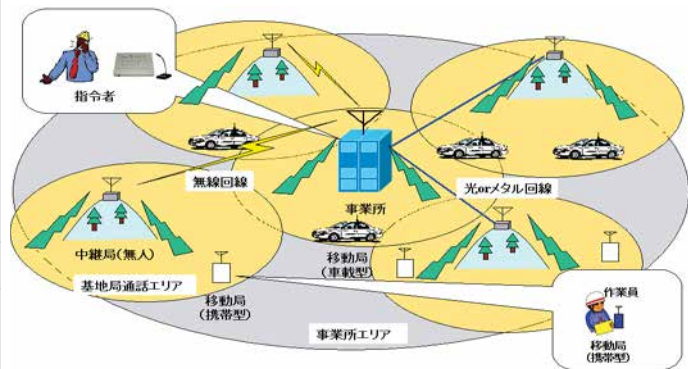 指令者
無線回線
光orメタル回線
事業所
中継局(無人)
移動局
(車載型)
基地局通話エリア
移動局
(携帯型)
作業員
移動局
(携帯型)
事業所エリア